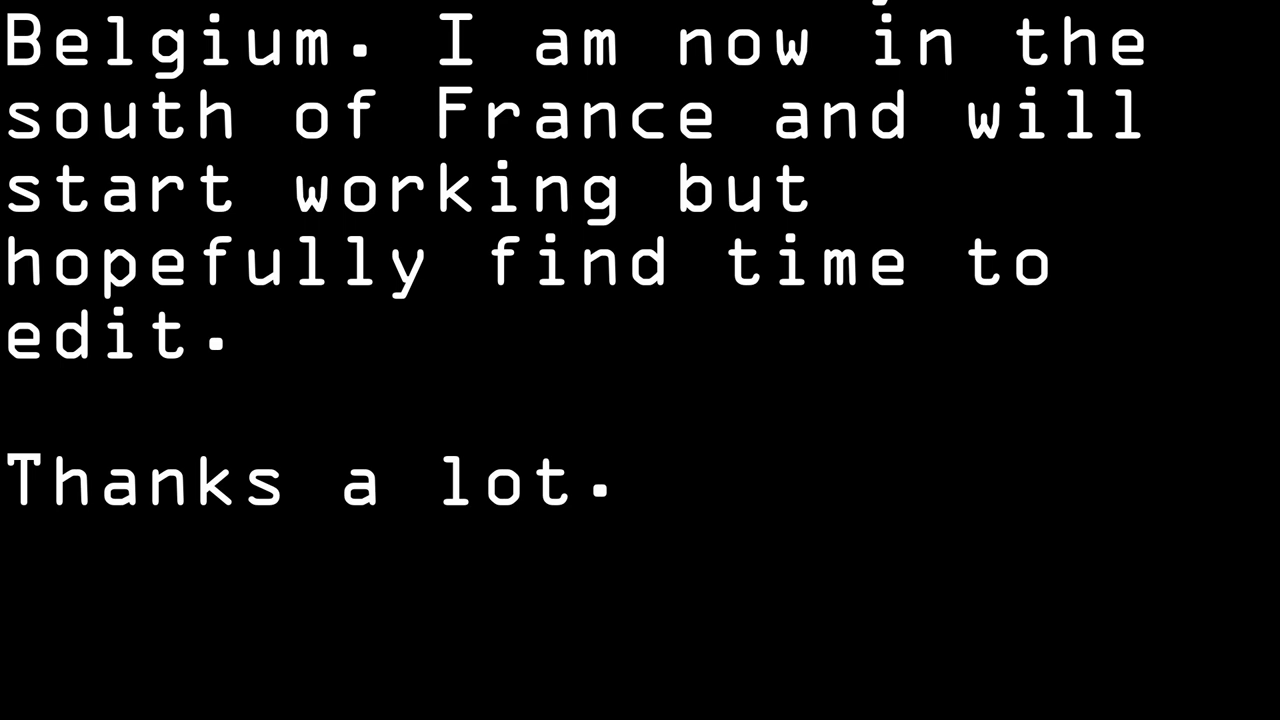 Belgium. I am now in the
south of France and will
start working but
hopefully find time to
edit.
Thanks a lot.